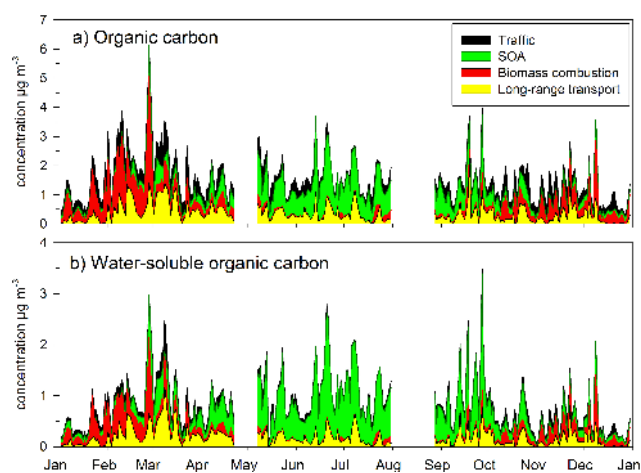 a) Organic carbon
Traffic
SOA
Biomass combustion
Long-range transport
concentration µg m-3
7
6
5
4
3
2
1
0
b) Water-soluble organic carbon
concentration µg m-3
4
3
2
1
0
Jan Feb Mar Apr May Jun Jul Aug Sep Oct Nov Dec Jan